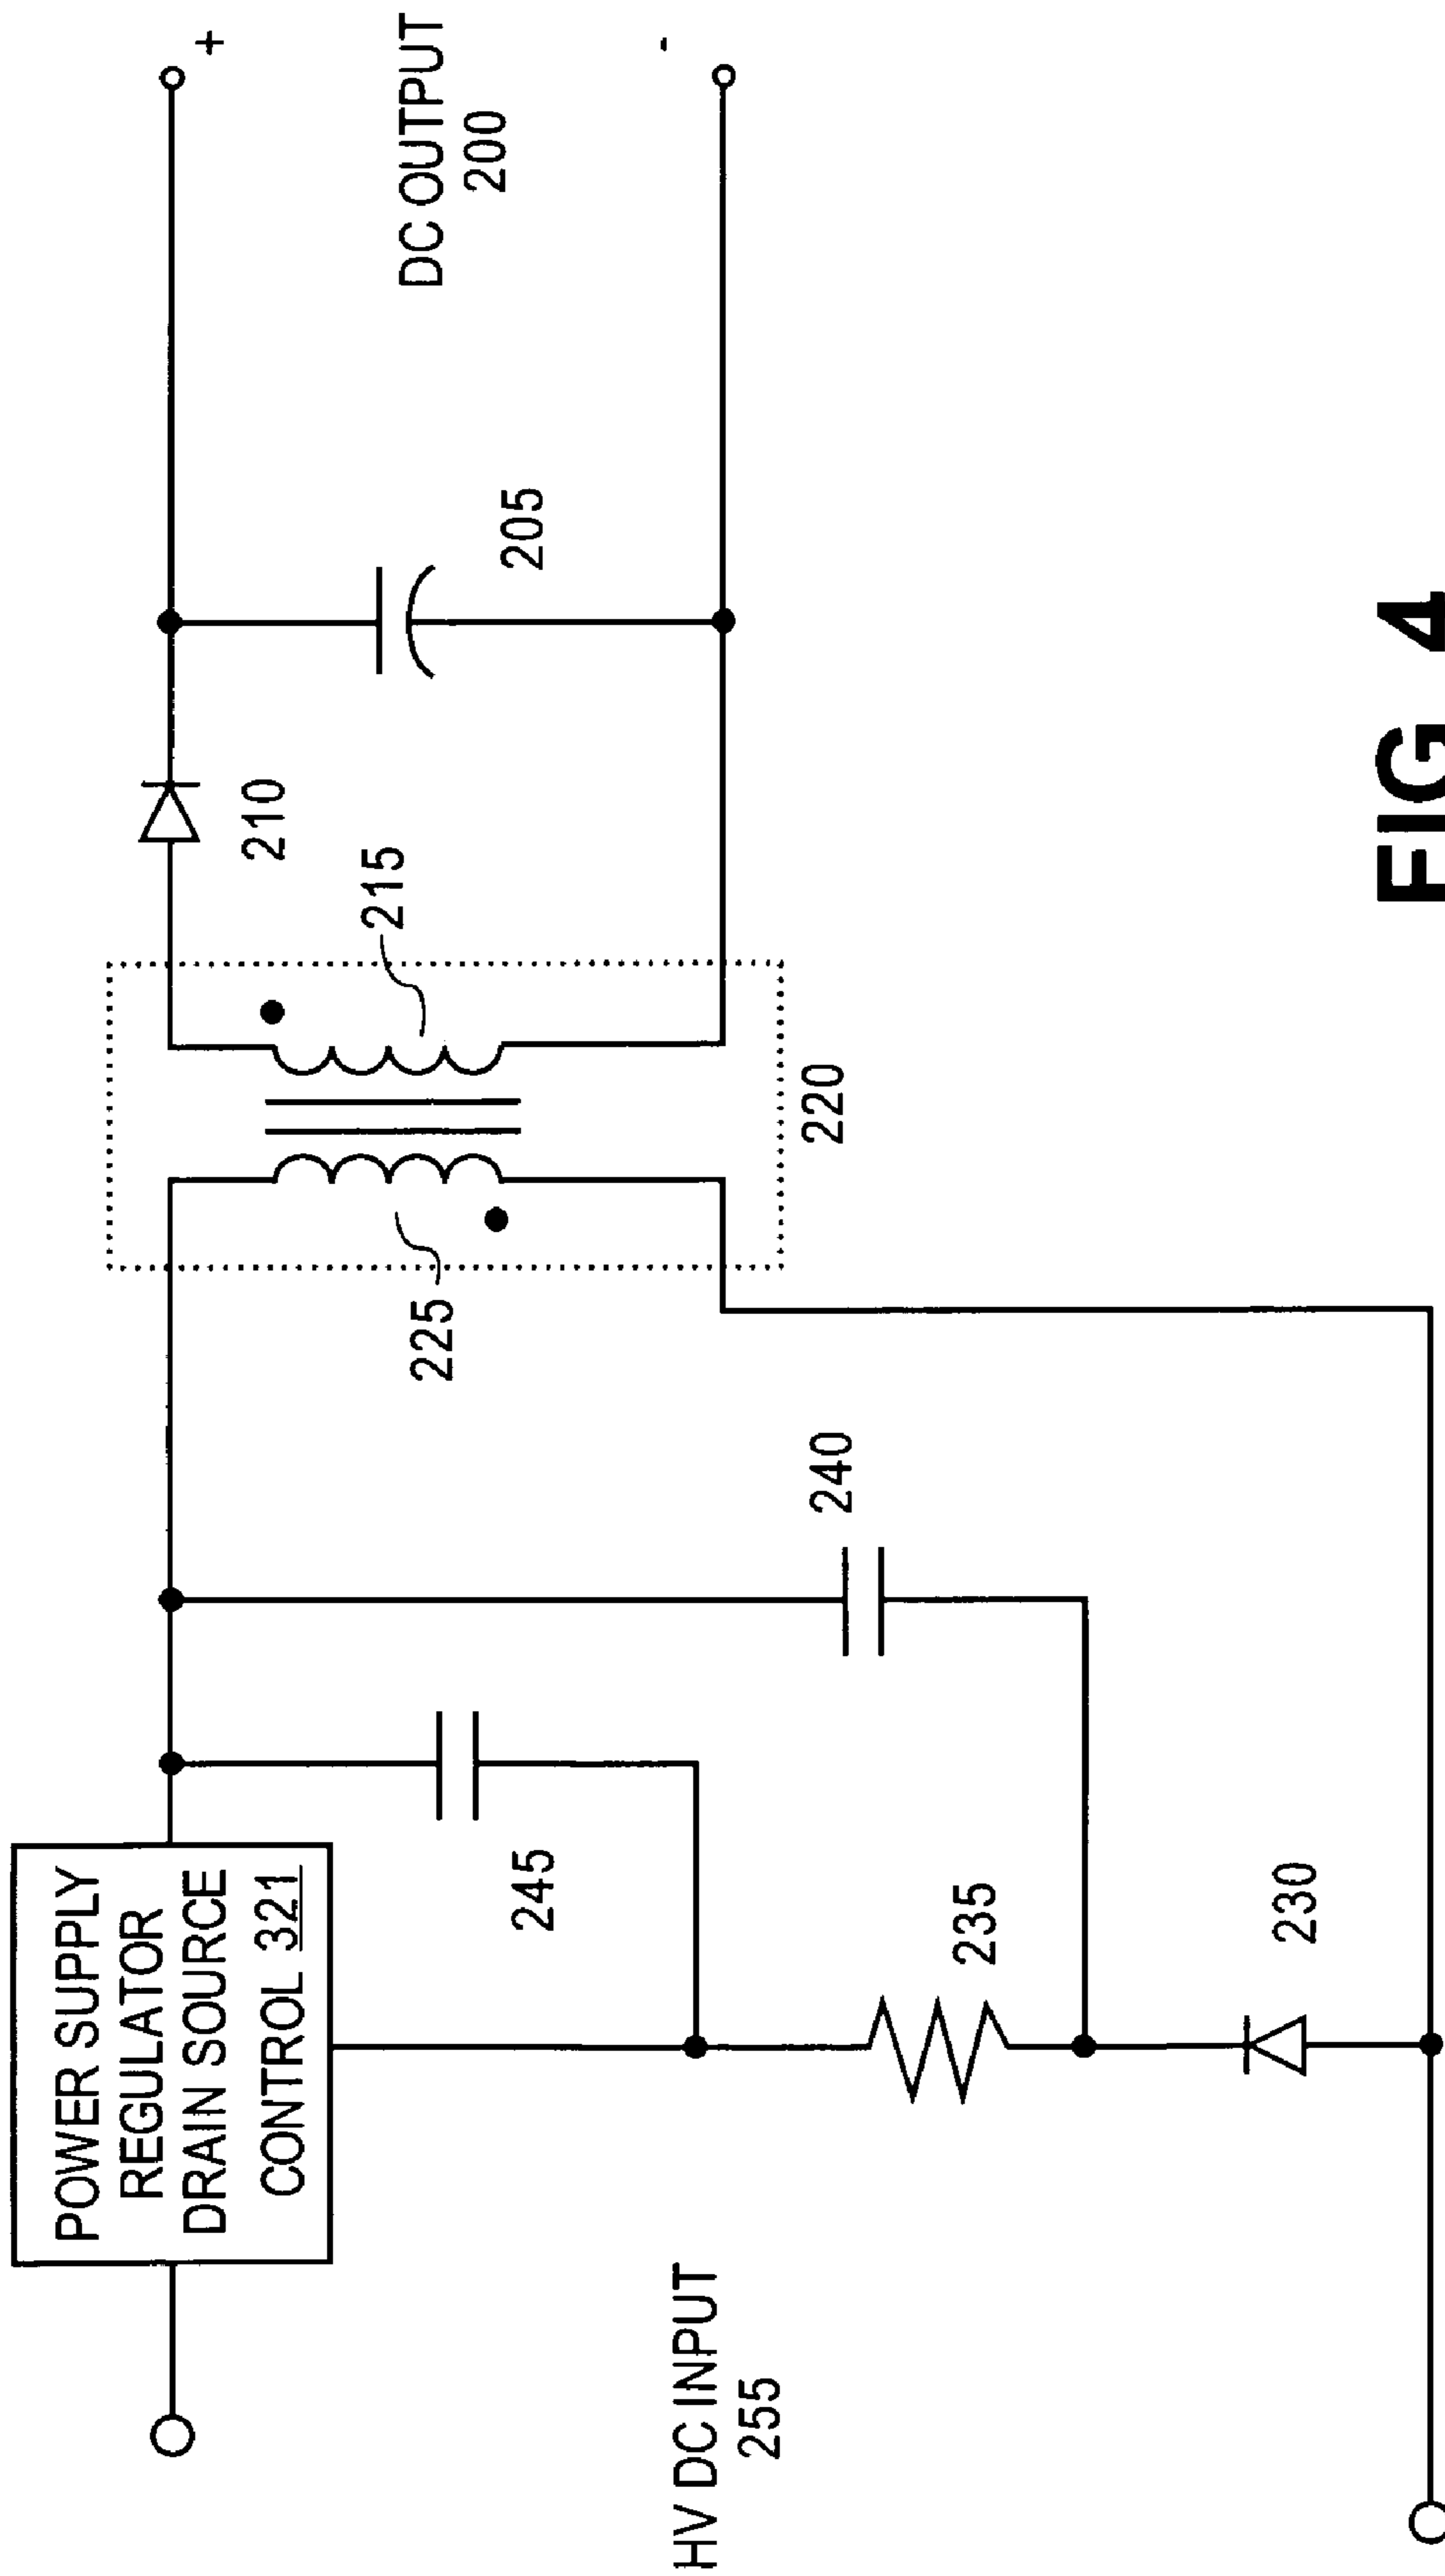 POWER SUPPLY
REGULATOR
DRAIN SOURCE
CONTROL 321
HV DC INPUT
255
245
235
230
240
225
220
215
210
205
+
DC OUTPUT
200
-
FIG 4